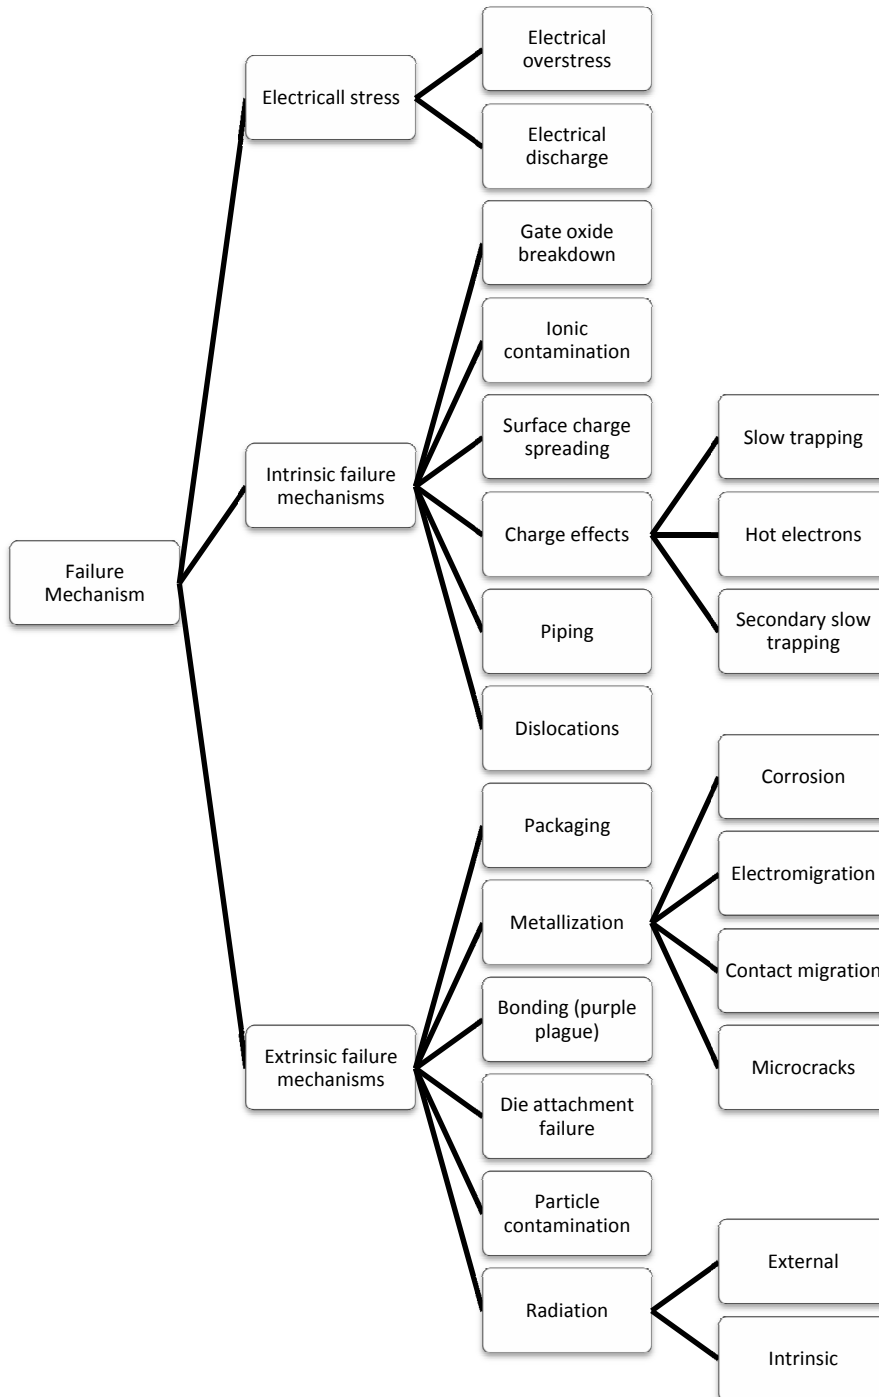 Electrical
overstress
Electricall stress
Electrical
discharge
Gate oxide
breakdown
Ionic
contamination
Surface charge
spreading
Slow trapping
Intrinsic failure
mechanisms
Charge effects
Hot electrons
Failure
Mechanism
Piping
Secondary slow
trapping
Dislocations
Corrosion
Packaging
Electromigration
Metallization
Contact migration
Bonding (purple
plague)
Extrinsic failure
mechanisms
Microcracks
Die attachment
failure
Particle
contamination
External
Radiation
Intrinsic